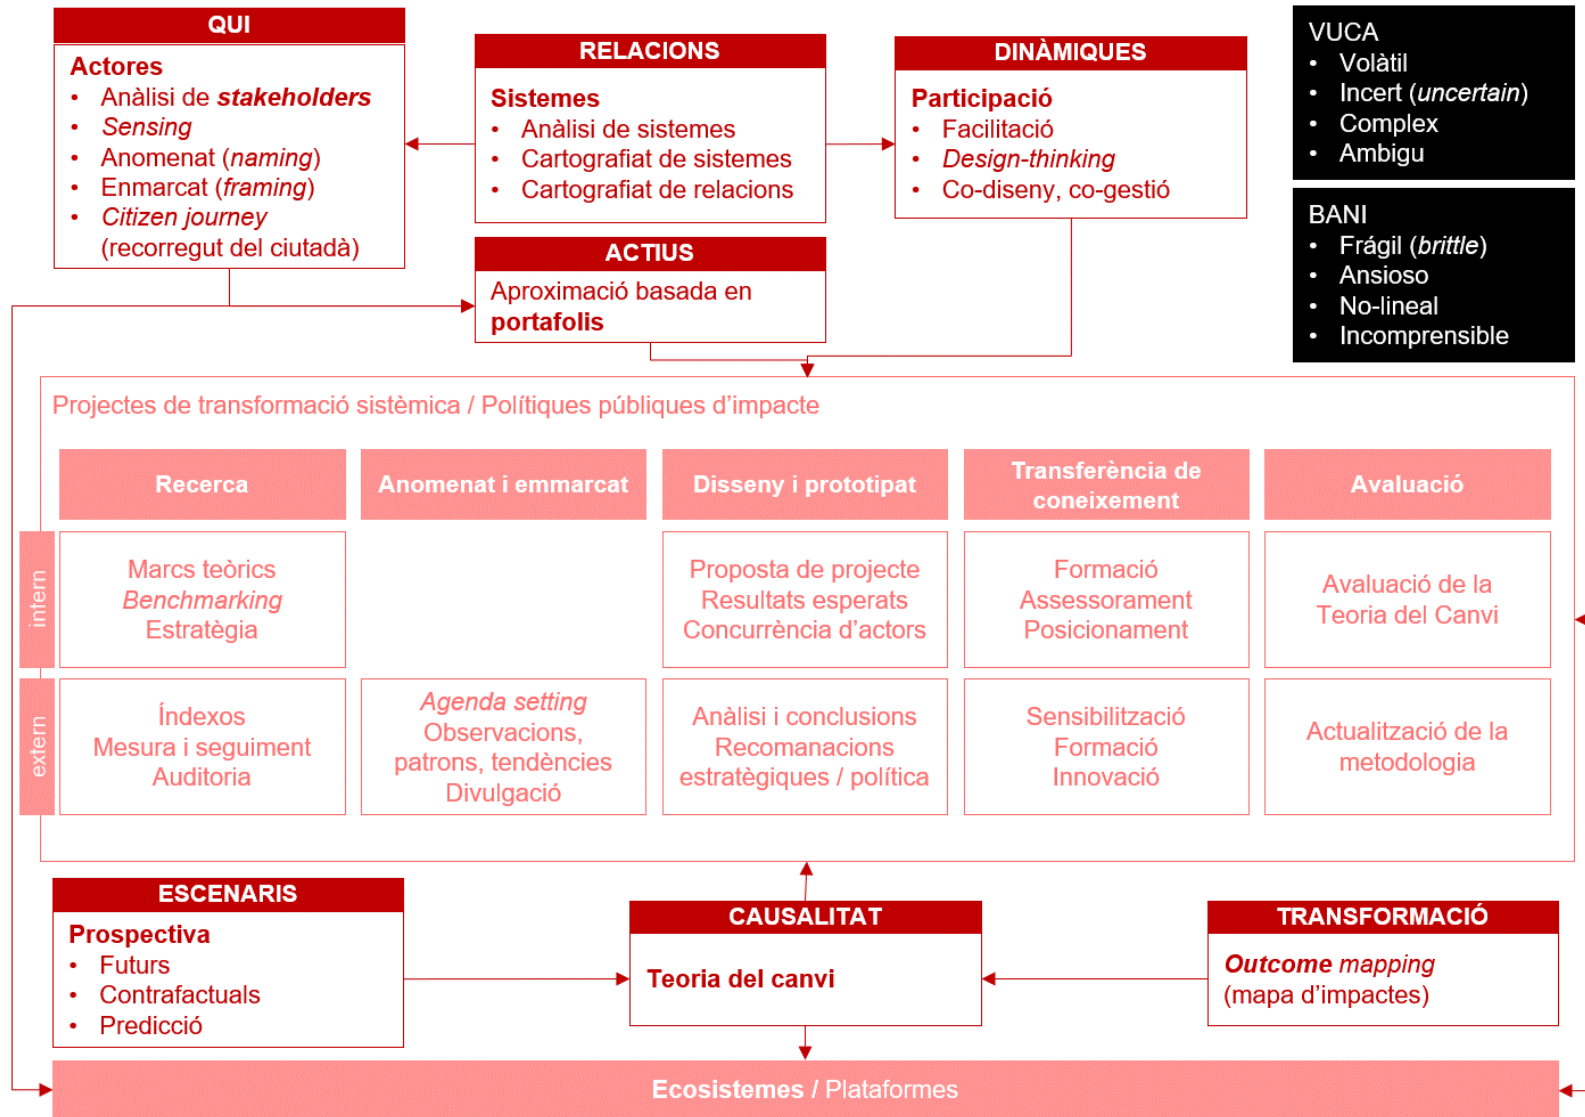 QUI
Actores
• Anàlisi de stakeholders
• Sensing
• Anomenat (naming)
• Enmarcat (framing)
• Citizen journey
(recorregut del ciutadà)
RELACIONS
Sistemes
• Anàlisi de sistemes
• Cartografiat de sistemes
• Cartografiat de relacions
DINÀMIQUES
Participació
• Facilitació
• Design-thinking
• Co-diseny, co-gestió
VUCA
• Volàtil
• Incert (uncertain)
• Complex
• Ambigu
BANI
• Frágil (brittle)
• Ansioso
• No-lineal
• Incomprensible
ACTIUS
Aproximació basada en
portafolis
Projectes de transformació sistèmica / Polítiques públiques d’impacte
Recerca
Anomenat i emmarcat
Disseny i prototipat
Transferència de
coneixement
Avaluació
intern
Marcs teòrics
Benchmarking
Estratègia
Proposta de projecte
Resultats esperats
Concurrència d’actors
Formació
Assessorament
Posicionament
Avaluació de la
Teoria del Canvi
extern
Índexos
Mesura i seguiment
Auditoria
Agenda setting
Observacions,
patrons, tendències
Divulgació
Anàlisi i conclusions
Recomanacions
estratègiques / política
Sensibilització
Formació
Innovació
Actualització de la
metodologia
ESCENARIS
Prospectiva
• Futurs
• Contrafactuals
• Predicció
CAUSALITAT
Teoria del canvi
TRANSFORMACIÓ
Outcome mapping
(mapa d’impactes)
Ecosistemes / Plataformes